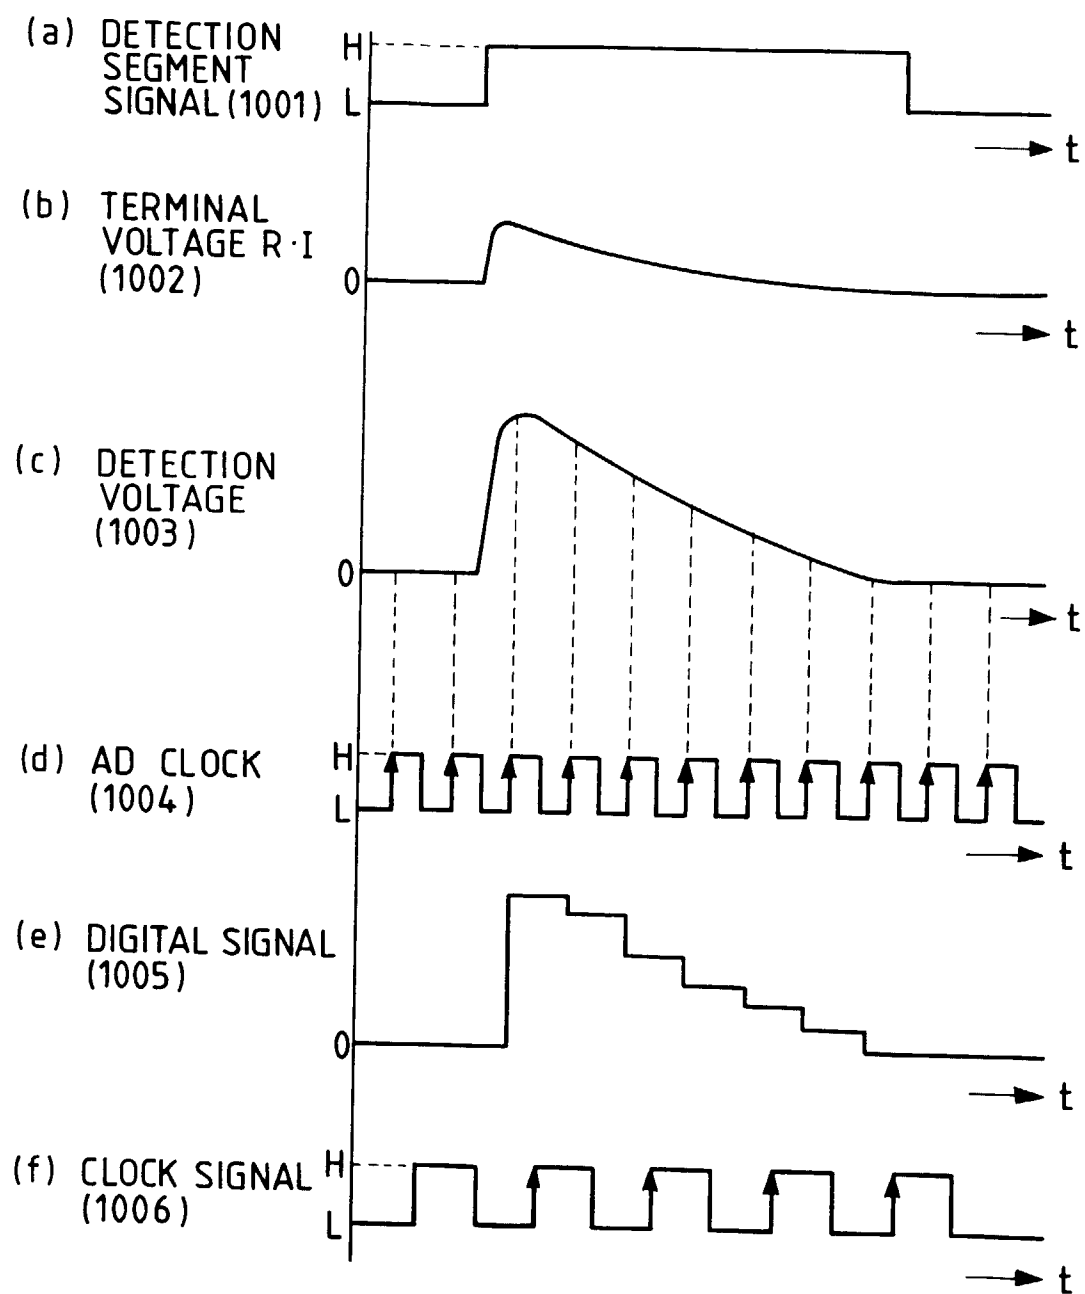 (a) DETECTION
SEGMENT
SIGNAL (1001)
H
L
t
(b) TERMINAL
VOLTAGE R·I
(1002)
0
t
(c) DETECTION
VOLTAGE
(1003)
0
t
(d) AD CLOCK
(1004)
H
L
t
(e) DIGITAL SIGNAL
(1005)
0
t
(f) CLOCK SIGNAL
(1006)
H
L
t